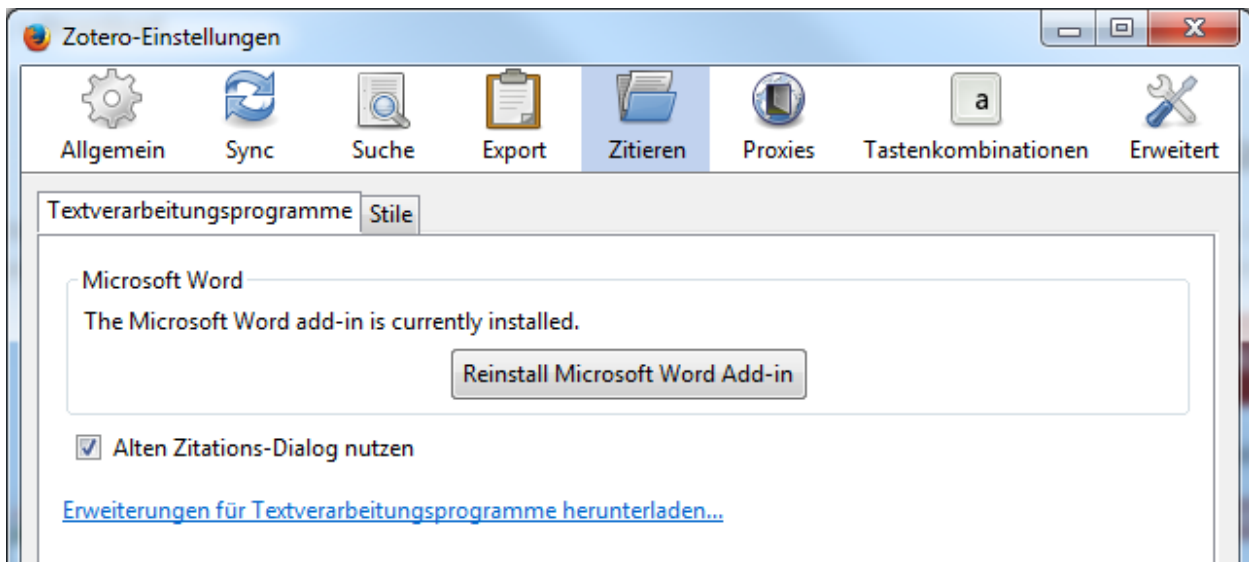 Zotero-Einstellungen
a
Allgemein Sync Suche Export Zitieren Proxies Tastenkombinationen Erweitert
Textverarbeitungsprogramme Stile
Microsoft Word
The Microsoft Word add-in is currently installed.
Reinstall Microsoft Word Add-in
Alten Zitations-Dialog nutzen
Erweiterungen für Textverarbeitungsprogramme herunterladen...